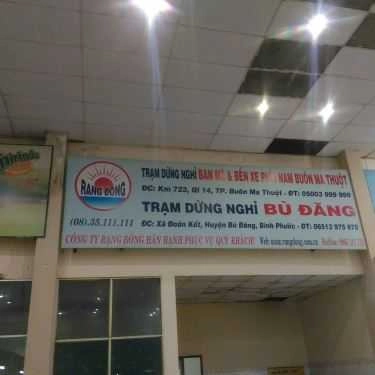 Mirinda
TRẠM DỪNG NGHỈ BAN MÊ & BẾN XE PHÍA NAM BUÔN MA THUỘT
ĐC: Km 723, Ql 14, TP. Buôn Ma Thuột - ĐT: 05003 999 999
RẠNG ĐÔNG
TRẠM DỪNG NGHỈ BÙ ĐĂNG
(08).35.111.111
ĐC: Xã Đoàn Kết, Huyện Bù Đăng, Bình Phước - ĐT: 06512 975 975
CÔNG TY RẠNG ĐÔNG HÂN HẠNH PHỤC VỤ QUÝ KHÁCH! Web: www.rangdong.com.vn Hotline: